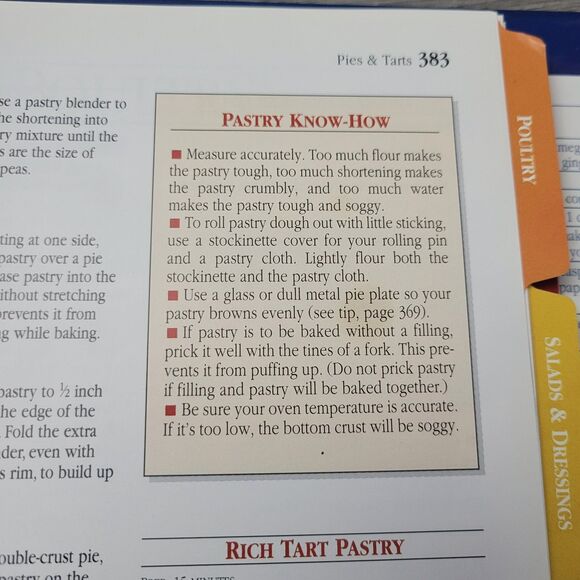 Pies & Tarts 383
se a pastry blender to
he shortening into
ry mixture until the
s are the size of
peas.
ting at one side,
pastry over a pie
ase pastry into the
ithout stretching
prevents it from
ng while baking.
pastry to ½ inch
he edge of the
. Fold the extra
der, even with
s rim, to build up
ouble-crust pie,
pastry on the
PASTRY KNOW-HOW
■ Measure accurately. Too much flour makes
the pastry tough, too much shortening makes
the pastry crumbly, and too much water
makes the pastry tough and soggy.
■ To roll pastry dough out with little sticking,
use a stockinette cover for your rolling pin
and a pastry cloth. Lightly flour both the
stockinette and the pastry cloth.
■ Use a glass or dull metal pie plate so your
pastry browns evenly (see tip, page 369).
■ If pastry is to be baked without a filling,
prick it well with the tines of a fork. This pre-
vents it from puffing up. (Do not prick pastry
if filling and pastry will be baked together.)
■ Be sure your oven temperature is accurate.
If it's too low, the bottom crust will be soggy.
RICH TART PASTRY
PREP: 15 MINUTES
POULTRY
SALADS & DRESSINGS